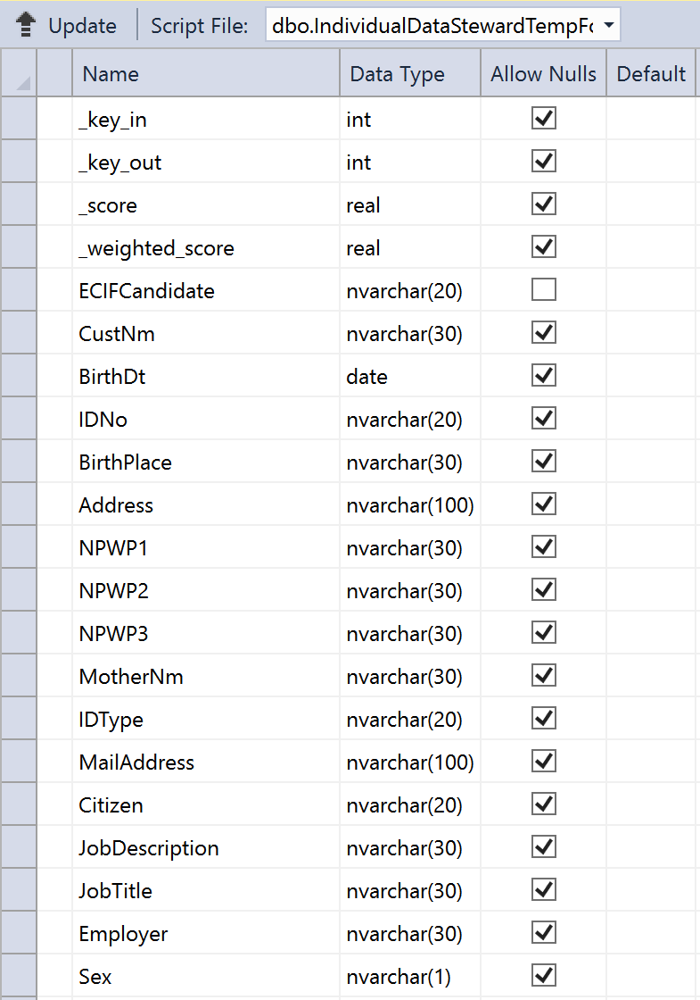 Update Script File: dbo.IndividualDataStewardTempFo
Name Data Type Allow Nulls Default
_key_in int
_key_out int
_score real
_weighted_score real
ECIFCandidate nvarchar(20)
CustNm nvarchar(30)
BirthDt date
IDNo nvarchar(20)
BirthPlace nvarchar(30)
Address nvarchar(100)
NPWP1 nvarchar(30)
NPWP2 nvarchar(30)
NPWP3 nvarchar(30)
MotherNm nvarchar(30)
IDType nvarchar(20)
MailAddress nvarchar(100)
Citizen nvarchar(20)
JobDescription nvarchar(30)
JobTitle nvarchar(30)
Employer nvarchar(30)
Sex nvarchar(1)